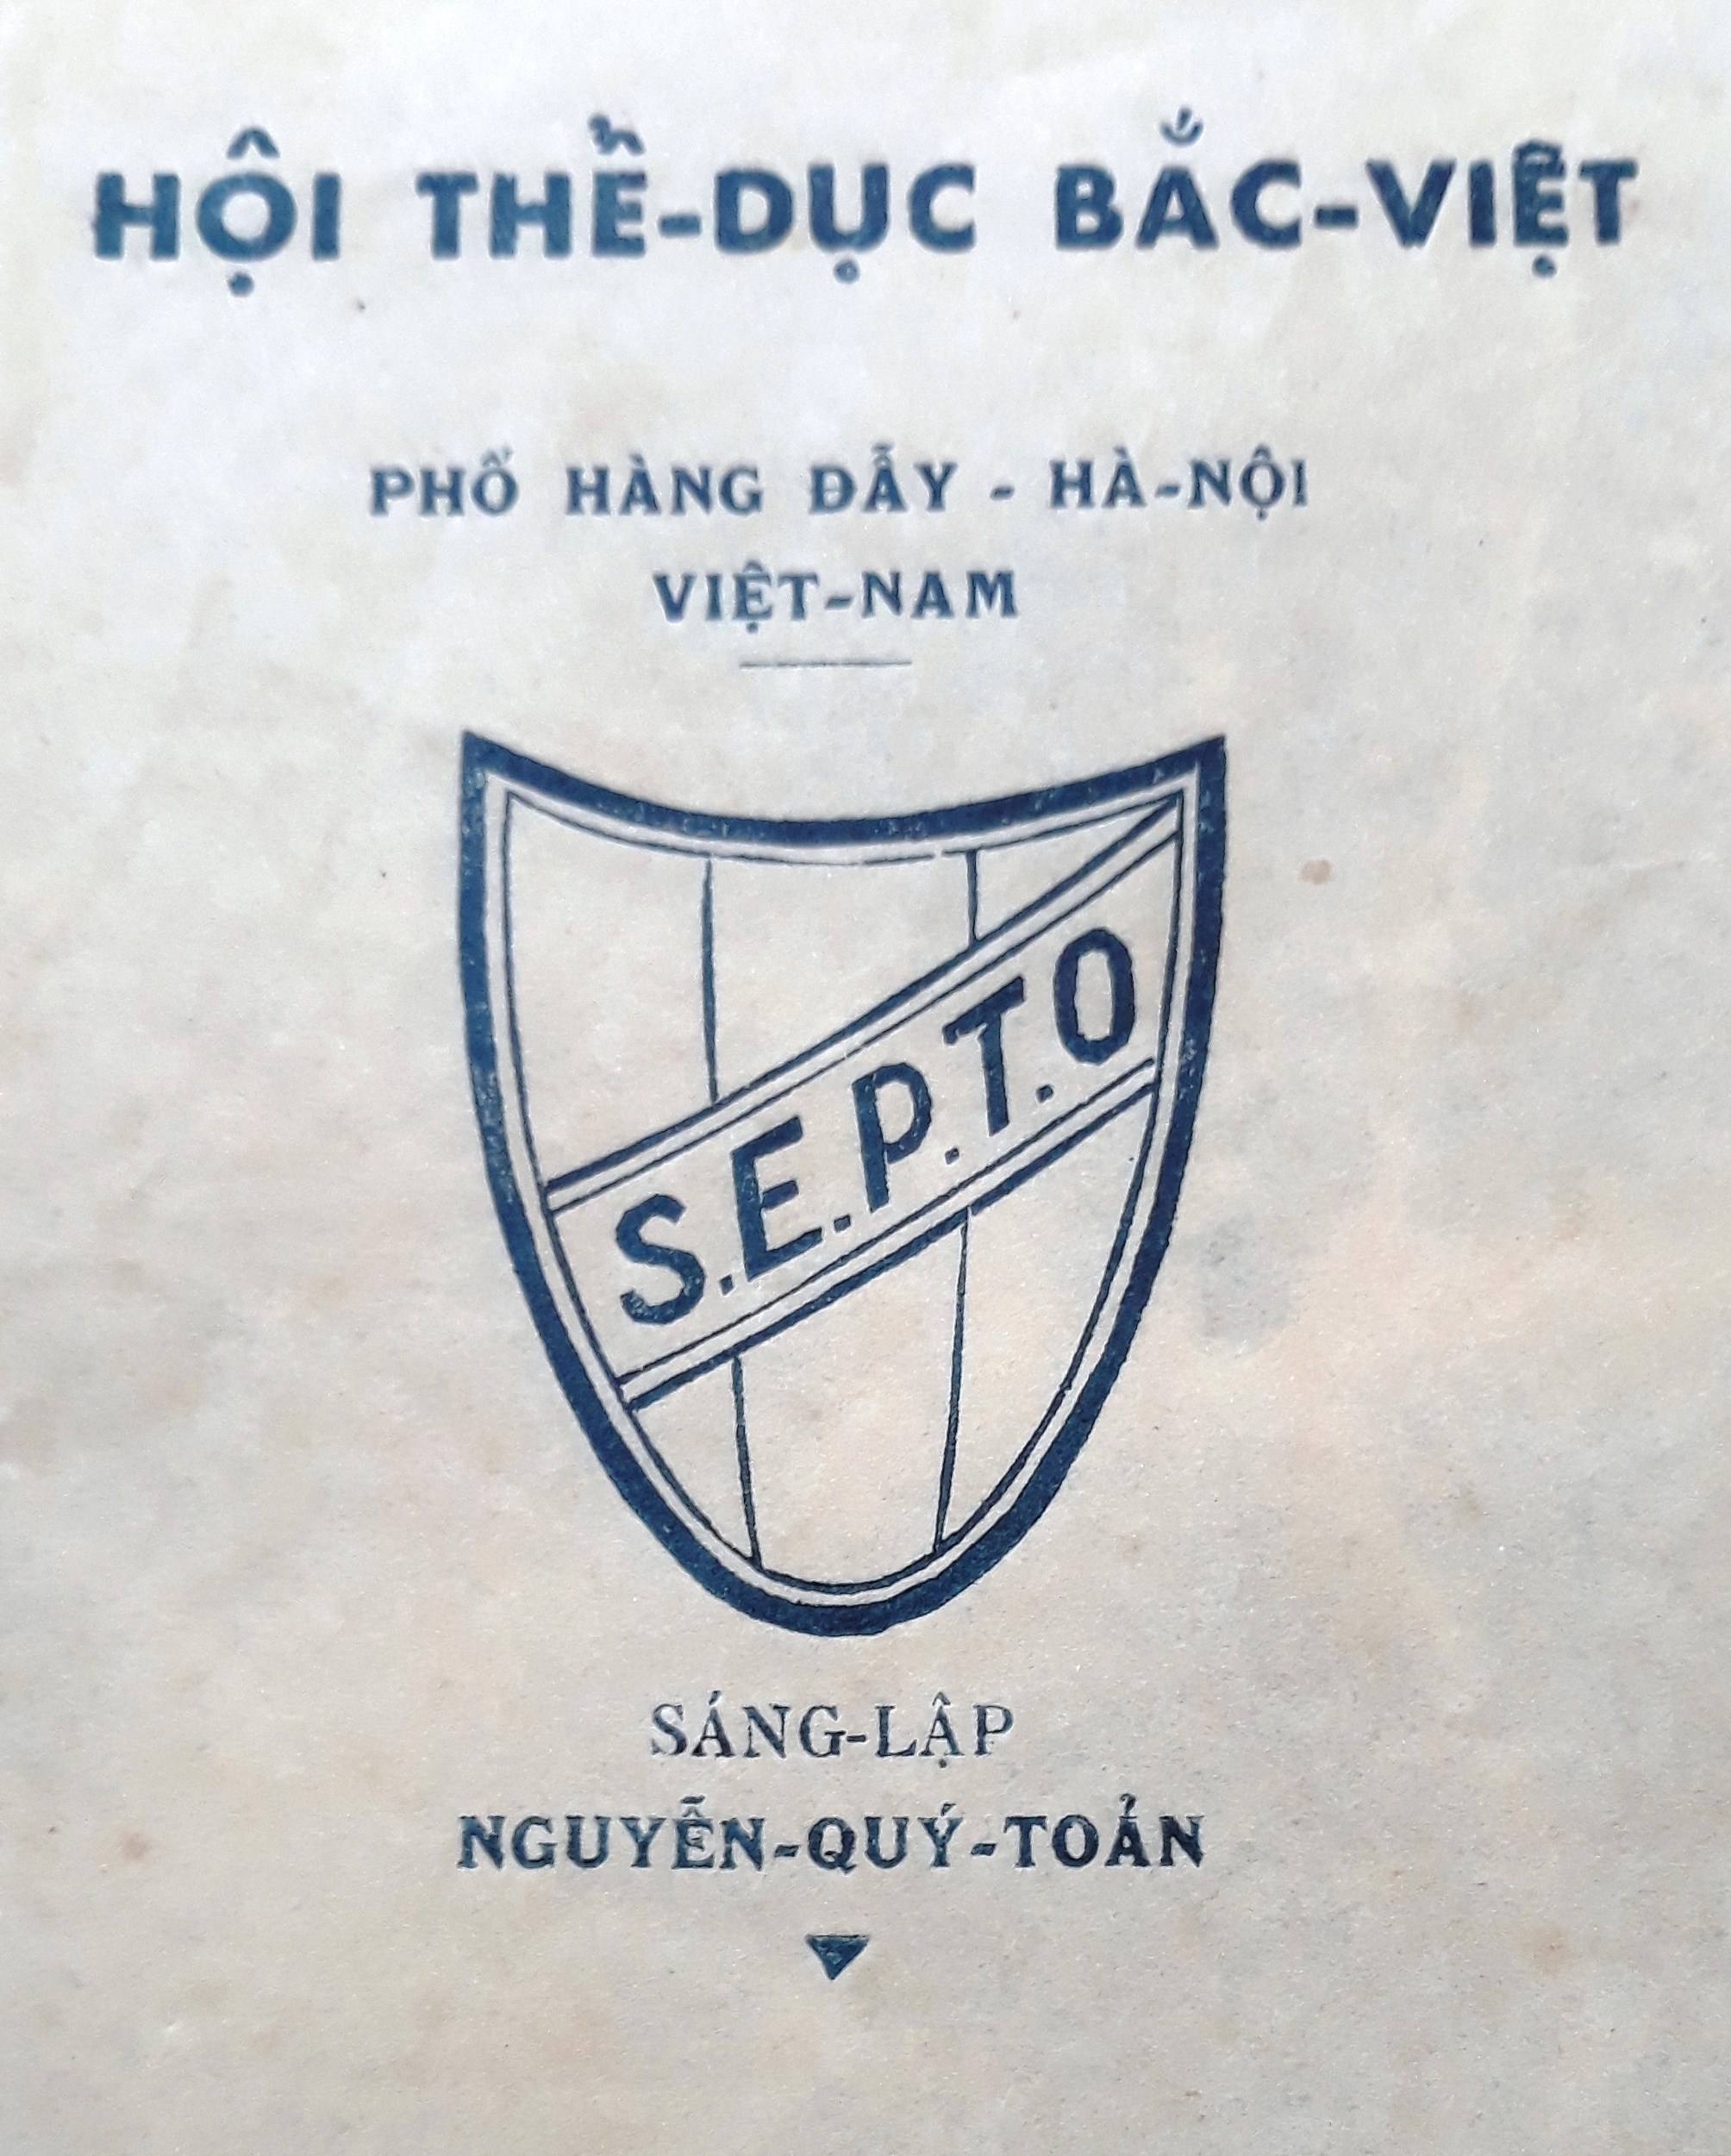 HỘI THỂ-DỤC BẮC-VIỆT
PHỐ HÀNG ĐẪY - HÀ-NỘI
VIỆT-NAM
S.E.P.T.O
SÁNG-LẬP
NGUYỄN-QUÝ-TOẢN